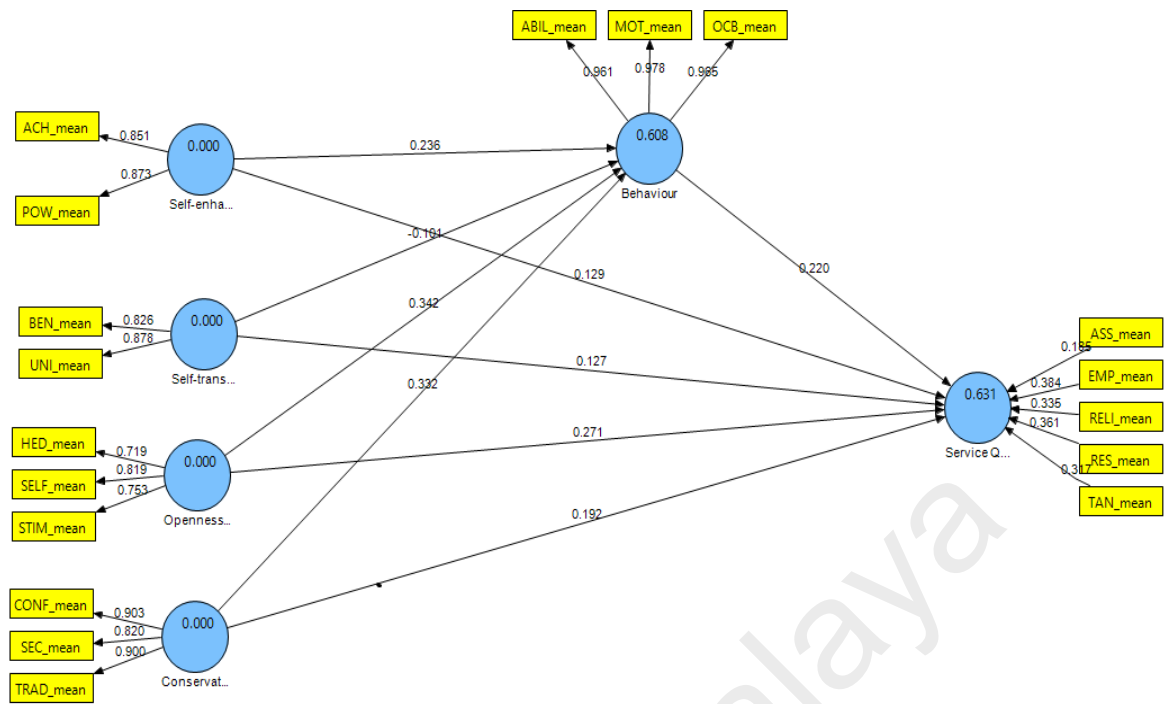 ABIL_mean
MOT_mean
OCB_mean
0.961
0.978
0.965
ACH_mean
0.851
0.000
0.236
0.608
POW_mean
0.873
Self-enha...
Behaviour
-0.101
0.129
0.220
BEN_mean
0.826
0.000
0.342
UNI_mean
0.878
Self-trans...
0.127
ASS_mean
0.185
EMP_mean
0.384
0.332
0.631
0.335
RELI_mean
0.361
RES_mean
Service Q...
0.317
TAN_mean
HED_mean
0.719
0.000
0.271
SELF_mean
0.819
0.753
STIM_mean
Openness...
0.192
CONF_mean
0.903
0.000
SEC_mean
0.820
0.900
TRAD_mean
Conservat...
alaya